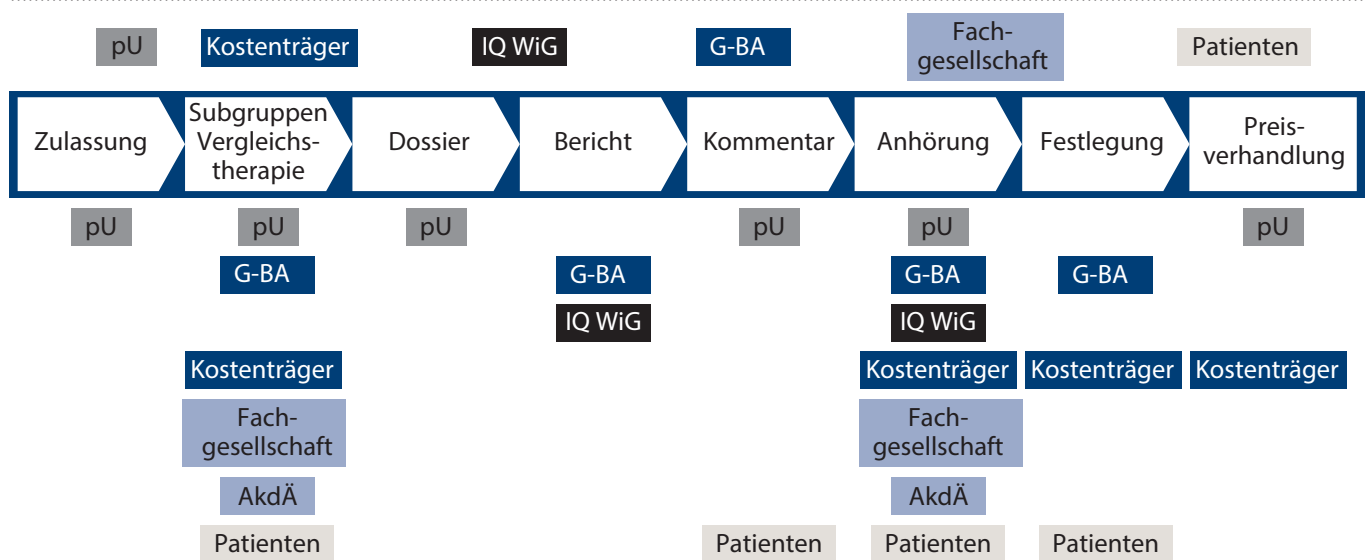 pU
Kostenträger
IQ WiG
G-BA
Fach-
gesellschaft
Patienten
Zulassung
Subgruppen
Vergleichs-
therapie
Dossier
Bericht
Kommentar
Anhörung
Festlegung
Preis-
verhandlung
pU
pU
pU
pU
pU
pU
G-BA
G-BA
G-BA
G-BA
IQ WiG
IQ WiG
Kostenträger
Kostenträger
Kostenträger
Kostenträger
Fach-
gesellschaft
Fach-
gesellschaft
AkdÄ
AkdÄ
Patienten
Patienten
Patienten
Patienten